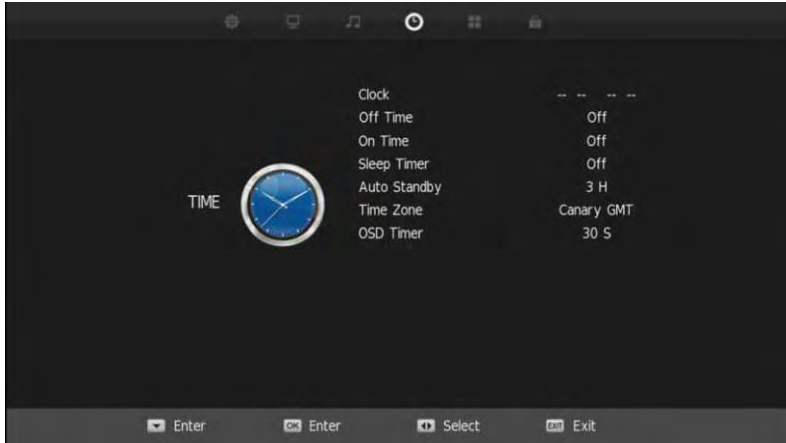 Clock -- -- -- --
Off Time Off
On Time Off
Sleep Timer Off
TIME
Auto Standby 3 H
Time Zone Canary GMT
OSD Timer 30 S
Enter OK Enter Select EXIT Exit